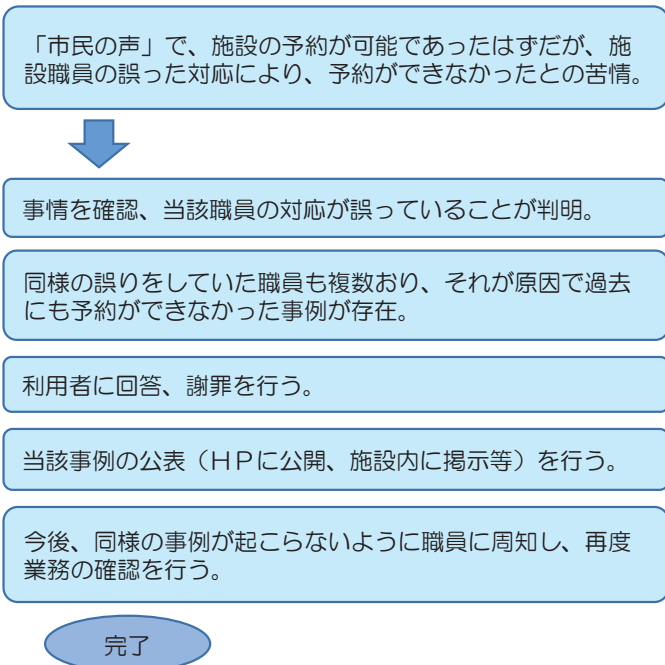 「市民の声」で、施設の予約が可能であったはずだが、施
設職員の誤った対応により、予約ができなかったとの苦情。
事情を確認、当該職員の対応が誤っていることが判明。
同様の誤りをしていた職員も複数おり、それが原因で過去
にも予約ができなかった事例が存在。
利用者に回答、謝罪を行う。
当該事例の公表（ＨＰに公開、施設内に掲示等）を行う。
今後、同様の事例が起こらないように職員に周知し、再度
業務の確認を行う。
完了